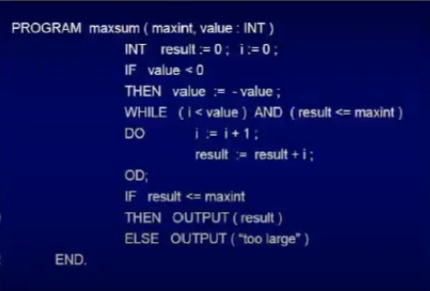 PROGRAM maxsum ( maxint, value : INT )
INT result := 0 ; i := 0 ;
IF value < 0
THEN value := - value ;
WHILE ( i < value ) AND ( result <= maxint )
DO i := i + 1 ;
result := result + i ;
OD;
IF result <= maxint
THEN OUTPUT ( result )
ELSE OUTPUT ( "too large" )
END.